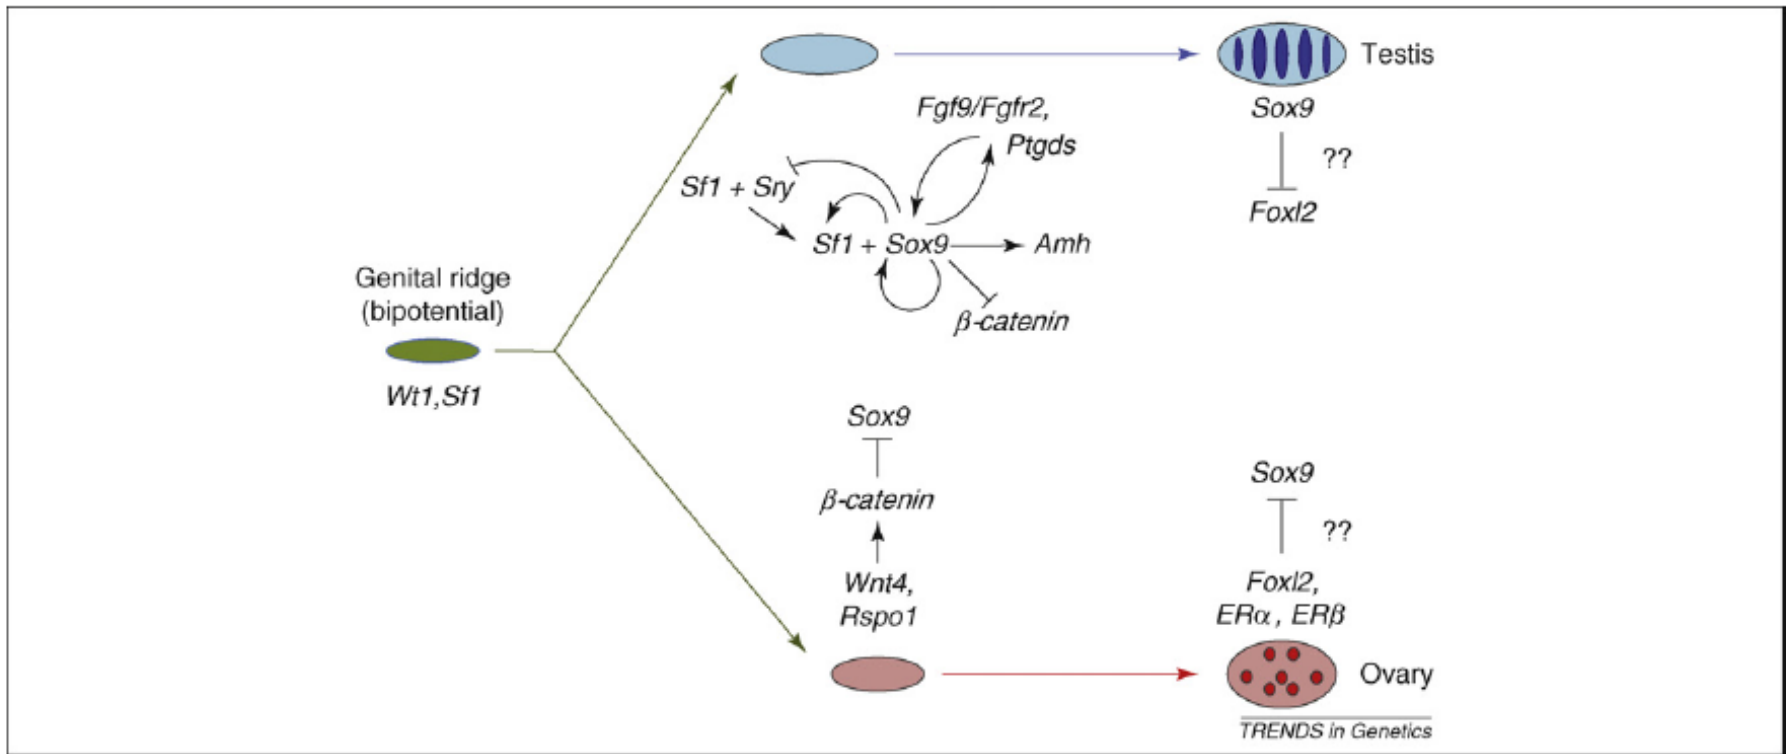 Testis
Sox9
??
Foxl2
Fgf9/Fgfr2,
Ptgds
Sf1 + Sry
Sf1 + Sox9
Amh
β-catenin
Genital ridge
(bipotential)
Wt1,Sf1
Sox9
β-catenin
Wnt4,
Rspo1
Sox9
??
Foxl2,
ERα , ERβ
Ovary
TRENDS in Genetics